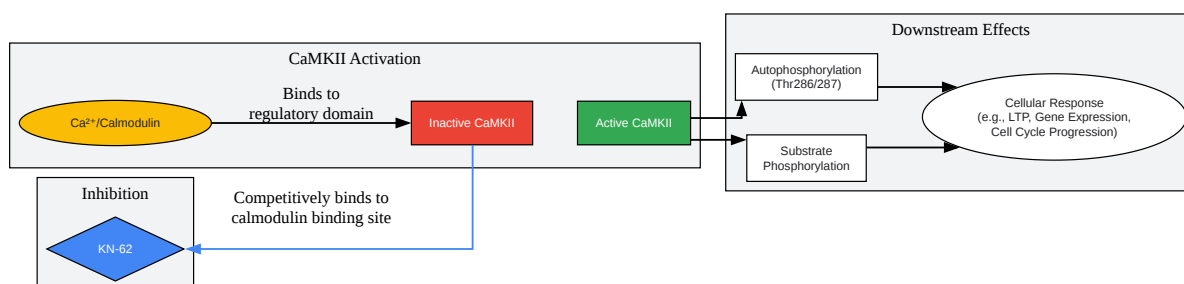 Downstream Effects
CaMKII Activation
Autophosphorylation
(Thr286/287)
Binds to
regulatory domain
Cellular Response
(e.g., LTP, Gene Expression,
Cell Cycle Progression)
Ca²⁺/Calmodulin
Inactive CaMKII
Active CaMKII
Substrate
Phosphorylation
Inhibition
Competitively binds to
calmodulin binding site
KN-62